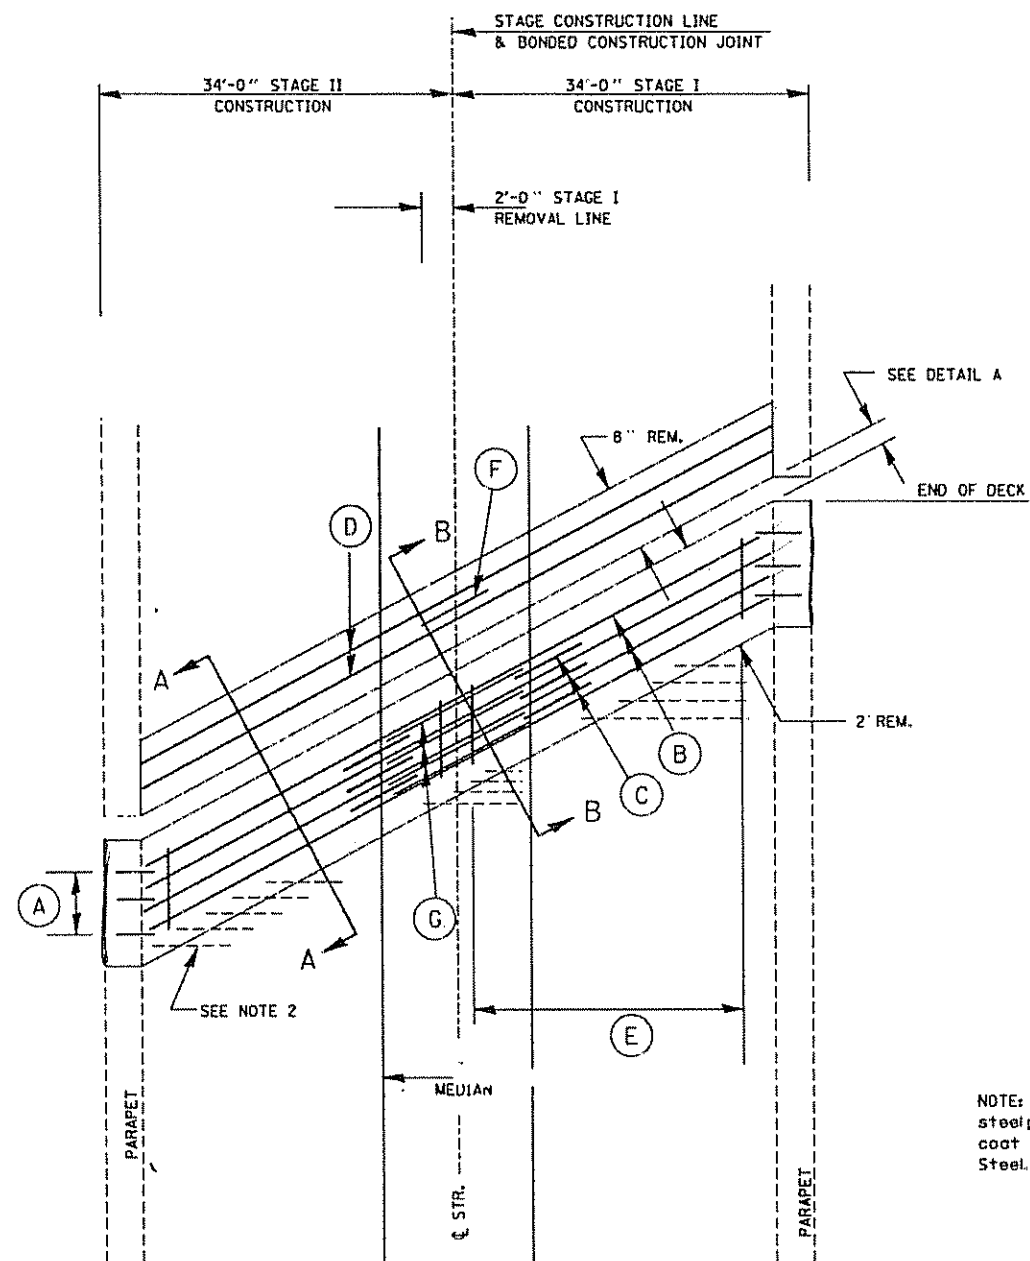 STAGE CONSTRUCTION LINE
& BONDED CONSTRUCTION JOINT
34'-0" STAGE II
CONSTRUCTION
34'-0" STAGE I
CONSTRUCTION
2'-0" STAGE I
REMOVAL LINE
SEE DETAIL A
8" REM.
END OF DECK
F
D
B
A
2' REM.
B
C
B
A
G
A
SEE NOTE 2
E
MEDIAN
PARAPET
℄ STR.
PARAPET
NOTE:
steel
coat
Steel.